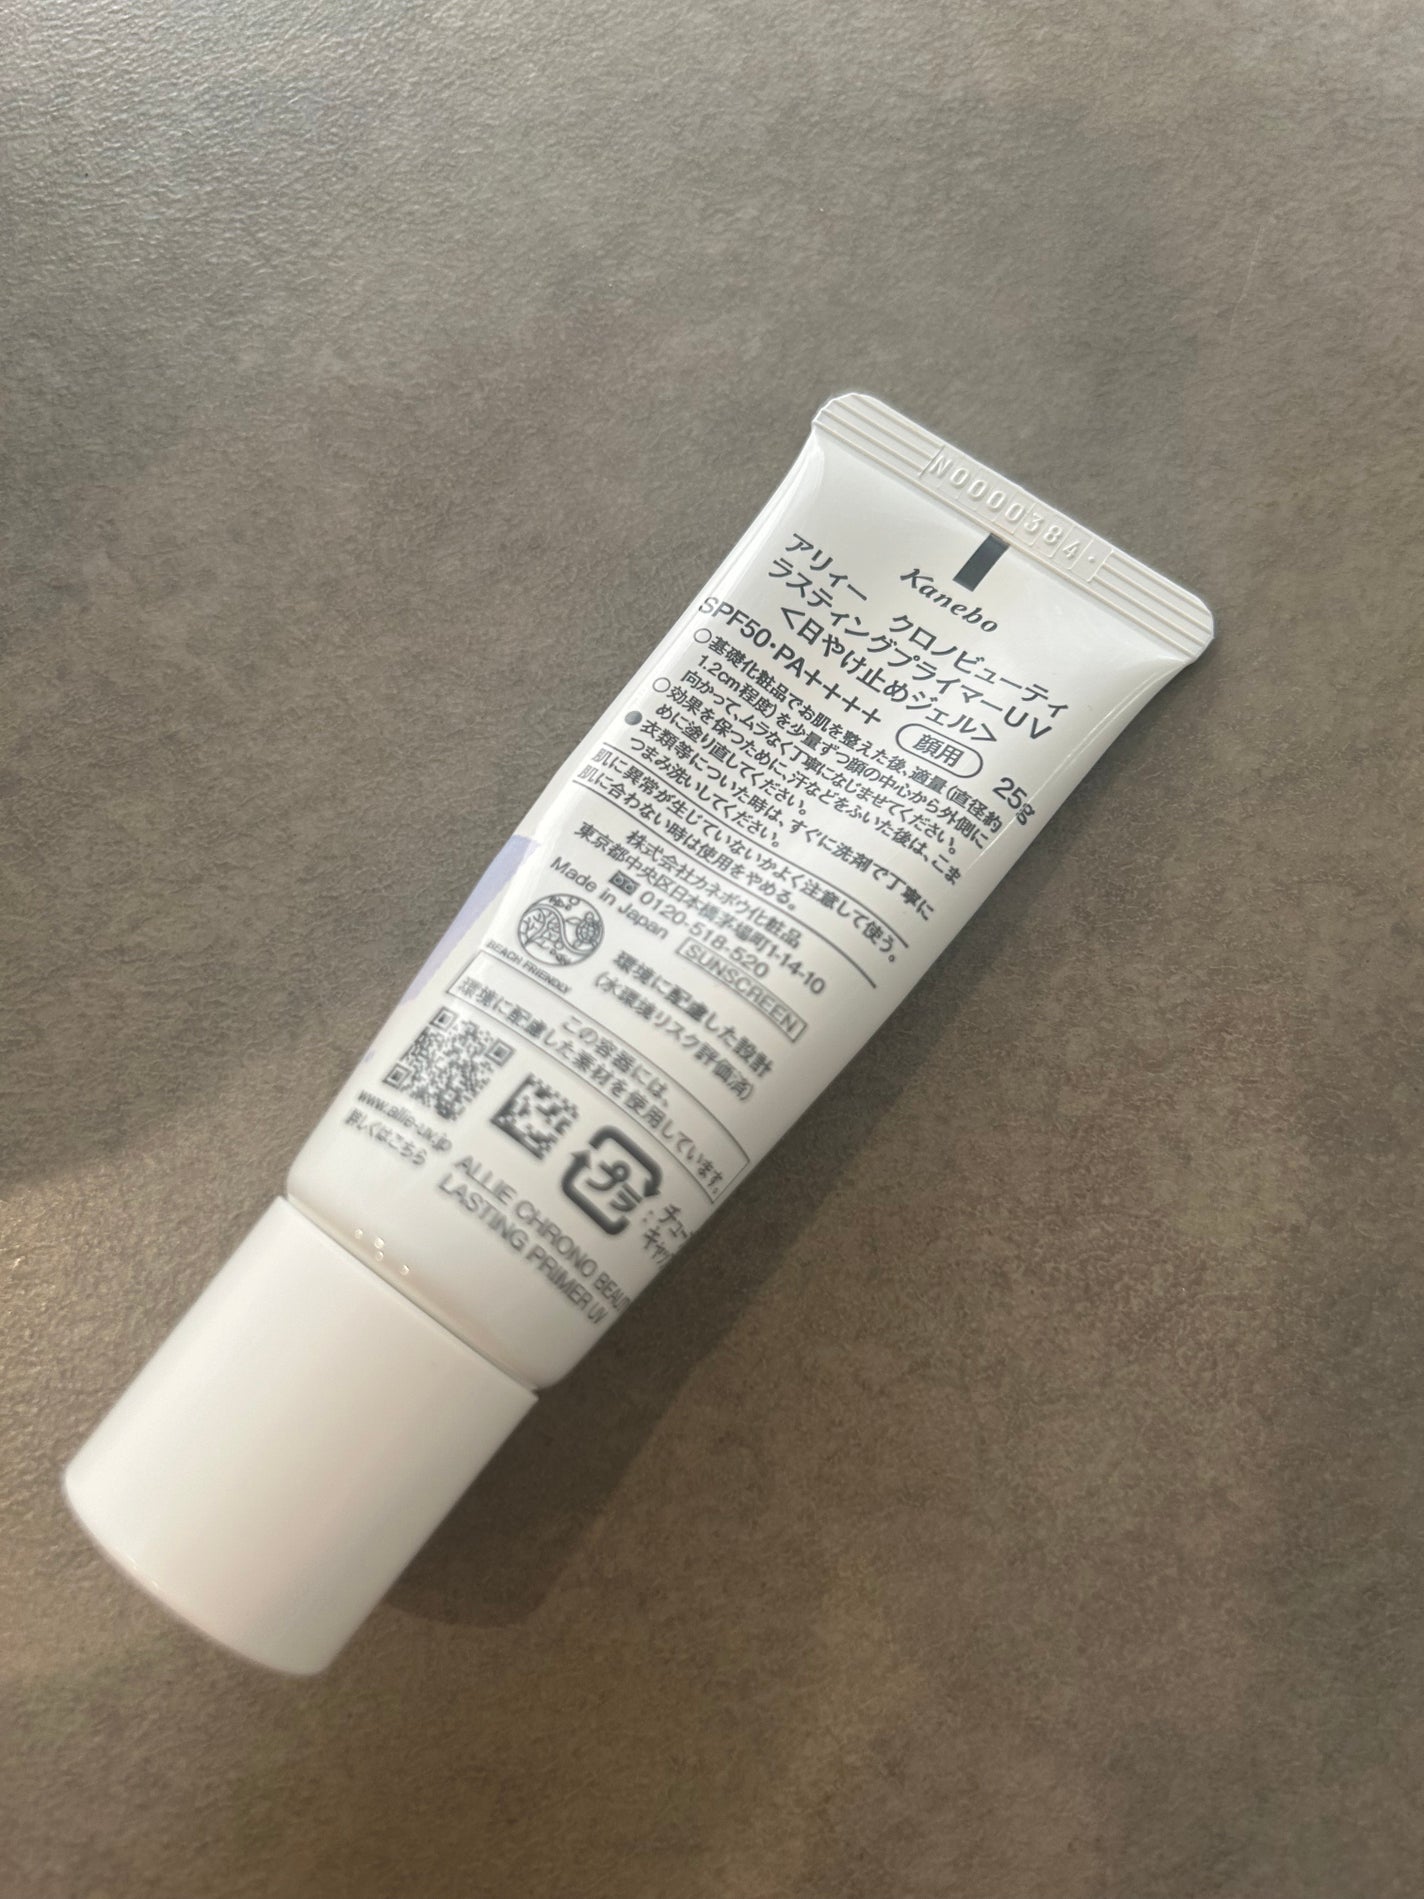 N0000384.
Kanebo
アリィー クロノビューティ
ラスティングプライマーUV
<日やけ止めジェル>
SPF50・PA++++ 顔用 25g
○基礎化粧品でお肌を整えた後、適量(直径約
1.2cm程度)を少量ずつ顔の中心から外側に
向かって、ムラなく丁寧になじませてください。
○効果を保つために、汗などをふいた後は、こま
めに塗り直してください。
●衣類等についた時は、すぐに洗剤で丁寧に
つまみ洗いしてください。
肌に異常が生じていないかよく注意して使う。
肌に合わない時は使用をやめる。
株式会社カネボウ化粧品
東京都中央区日本橋茅場町1-14-10
0120-518-520
Made in Japan SUNSCREEN
BEACH FRIENDLY
環境に配慮した設計
(水環境リスク評価済)
この容器には、
環境に配慮した素材を使用しています。
www.allie-uv.jp
詳しくはこちら
プラ
:チュー
キャッ
ALLIE CHRONO BEAUT
LASTING PRIMER UV